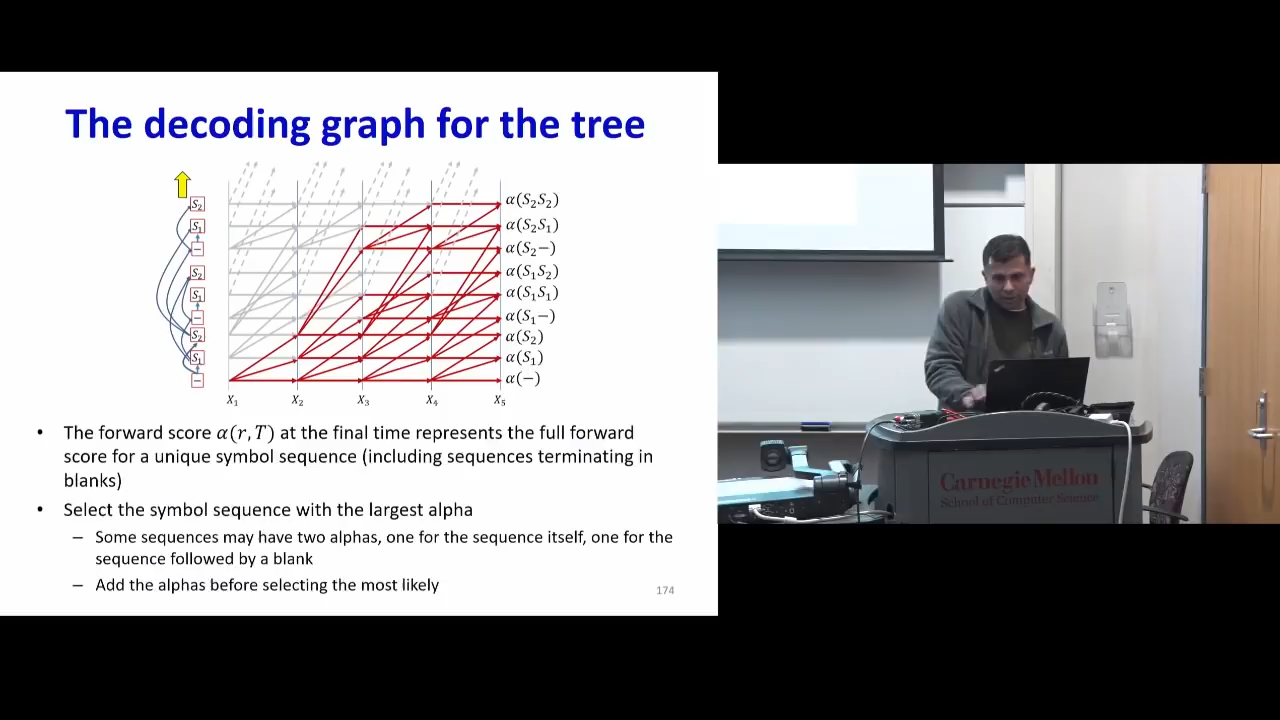 The decoding graph for the tree
S₂
S₁
−
S₂
S₁
−
S₂
S₁
−
α(S₂S₂)
α(S₂S₁)
α(S₂−)
α(S₁S₂)
α(S₁S₁)
α(S₁−)
α(S₂)
α(S₁)
α(−)
X₁ X₂ X₃ X₄ X₅
• The forward score α(r, T) at the final time represents the full forward
score for a unique symbol sequence (including sequences terminating in
blanks)
• Select the symbol sequence with the largest alpha
– Some sequences may have two alphas, one for the sequence itself, one for the
sequence followed by a blank
– Add the alphas before selecting the most likely
174
Carnegie Mellon
School of Computer Science